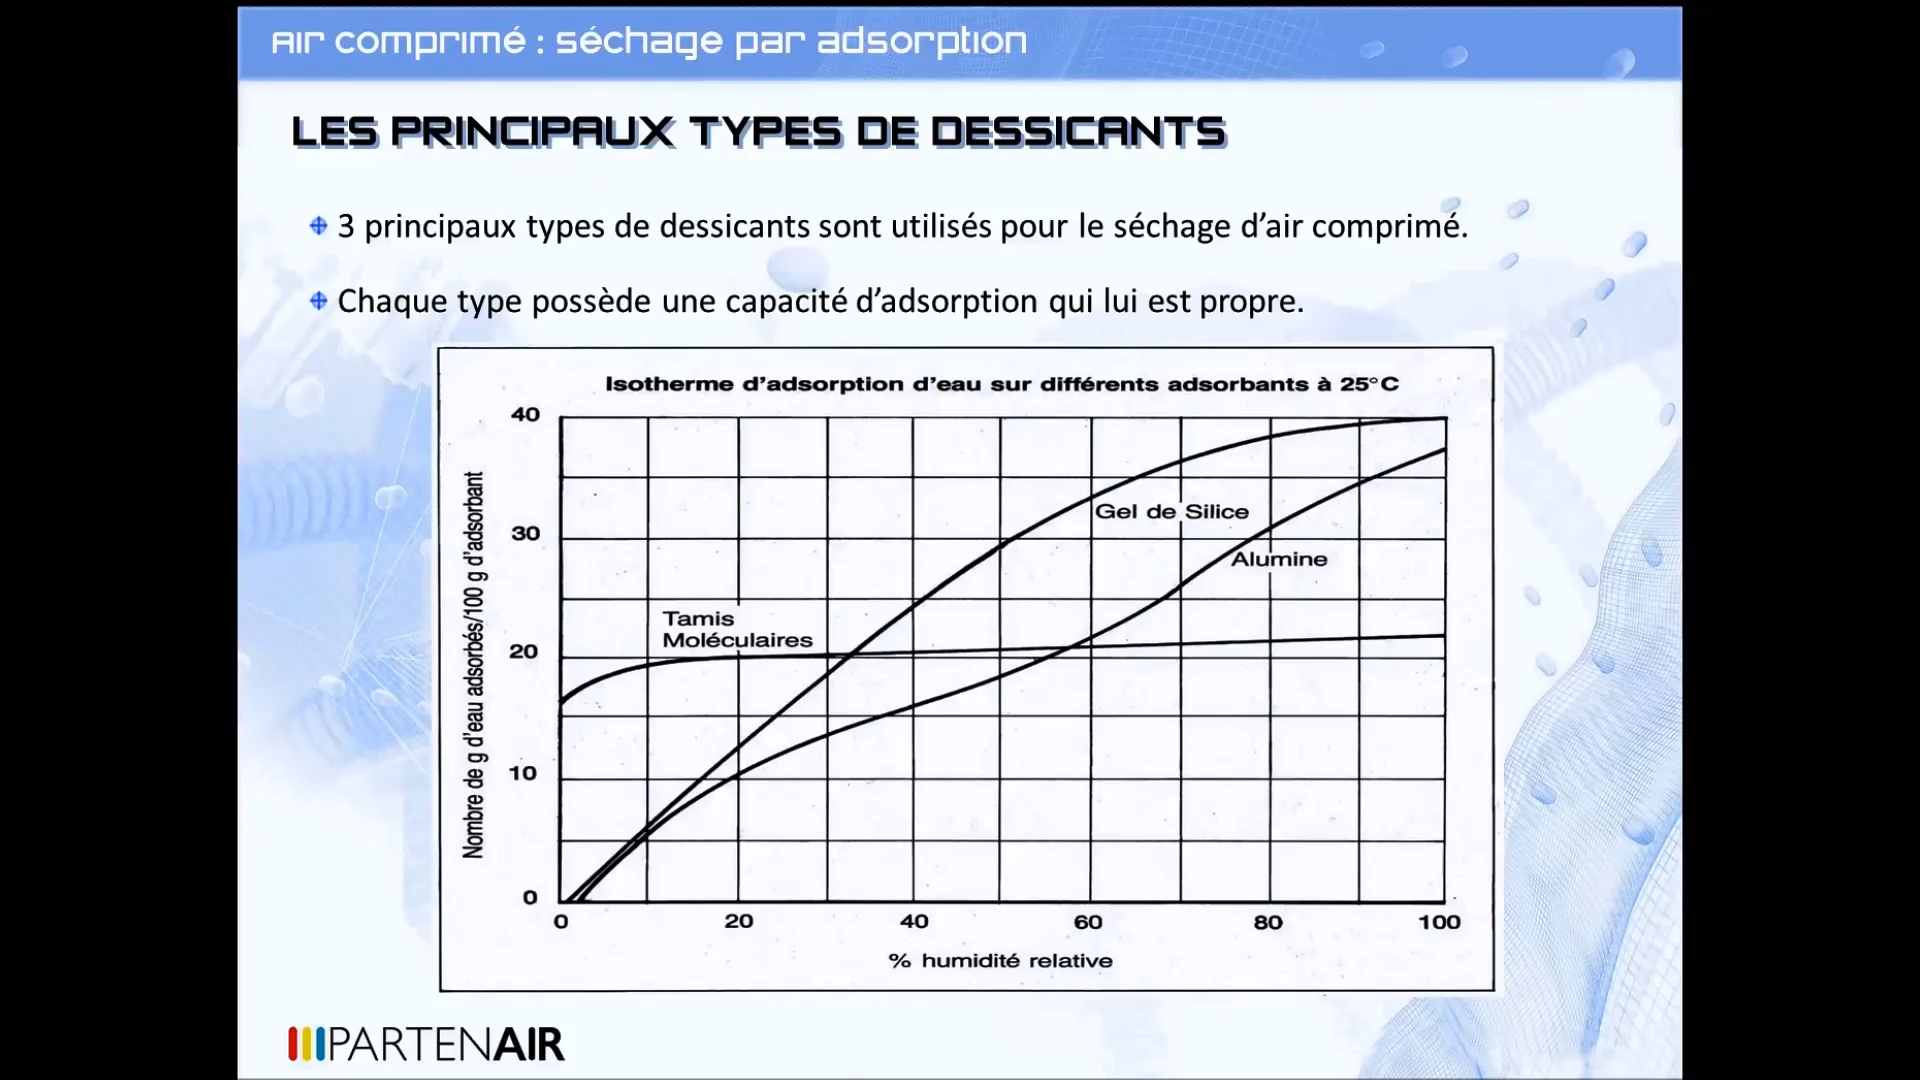 Air comprimé : séchage par adsorption
LES PRINCIPAUX TYPES DE DESSICANTS
3 principaux types de dessicants sont utilisés pour le séchage d’air comprimé.
Chaque type possède une capacité d’adsorption qui lui est propre.
Isotherme d’adsorption d’eau sur différents adsorbants à 25°C
Nombre de g d’eau adsorbés/100 g d’adsorbant
40
30
20
10
0
Gel de Silice
Alumine
Tamis
Moléculaires
0 20 40 60 80 100
% humidité relative
PARTENAIR